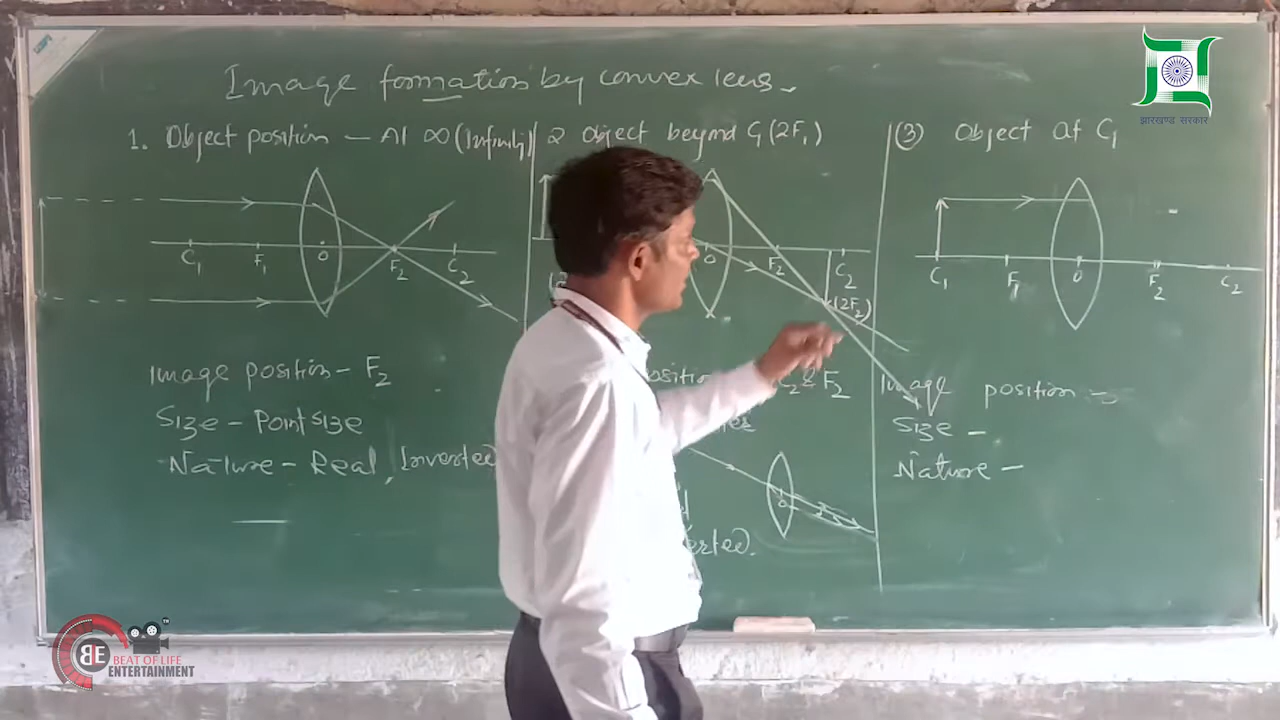 Image formation by convex lens.
1. Object position - At ∞ (Infinity)
C1 F1 O F2 C2
Image position - F2
Size - Point size
Nature - Real, Inverted
2 Object beyond C1 (2F1)
O F2 C2
(2F2)
C2 & F2
(3) Object at C1
C1 F1 O F2 C2
Image position =
Size -
Nature -
झारखण्ड सरकार
BE BEAT OF LIFE
ENTERTAINMENT
TM